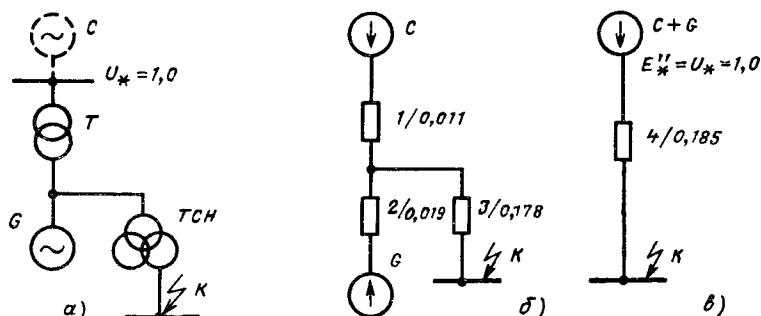 C
U* = 1,0
T
G
TCH
K
а)
C
1/0,011
2/0,019
3/0,178
G
K
б)
C + G
E''* = U* = 1,0
4/0,185
K
в)